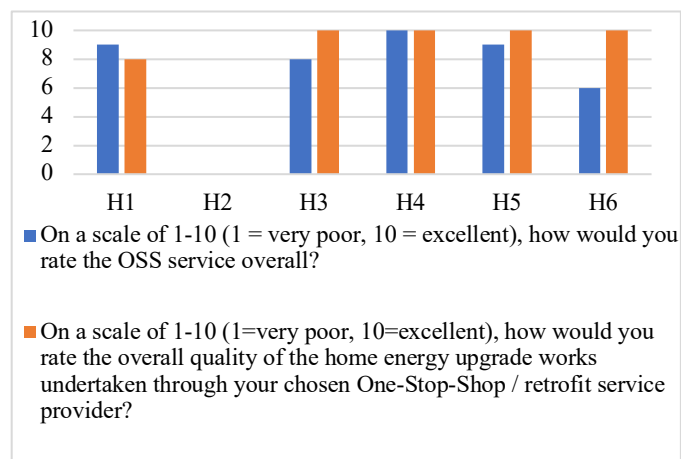 10
8
6
4
2
0
H1 H2 H3 H4 H5 H6
On a scale of 1-10 (1 = very poor, 10 = excellent), how would you
rate the OSS service overall?
On a scale of 1-10 (1=very poor, 10=excellent), how would you
rate the overall quality of the home energy upgrade works
undertaken through your chosen One-Stop-Shop / retrofit service
provider?